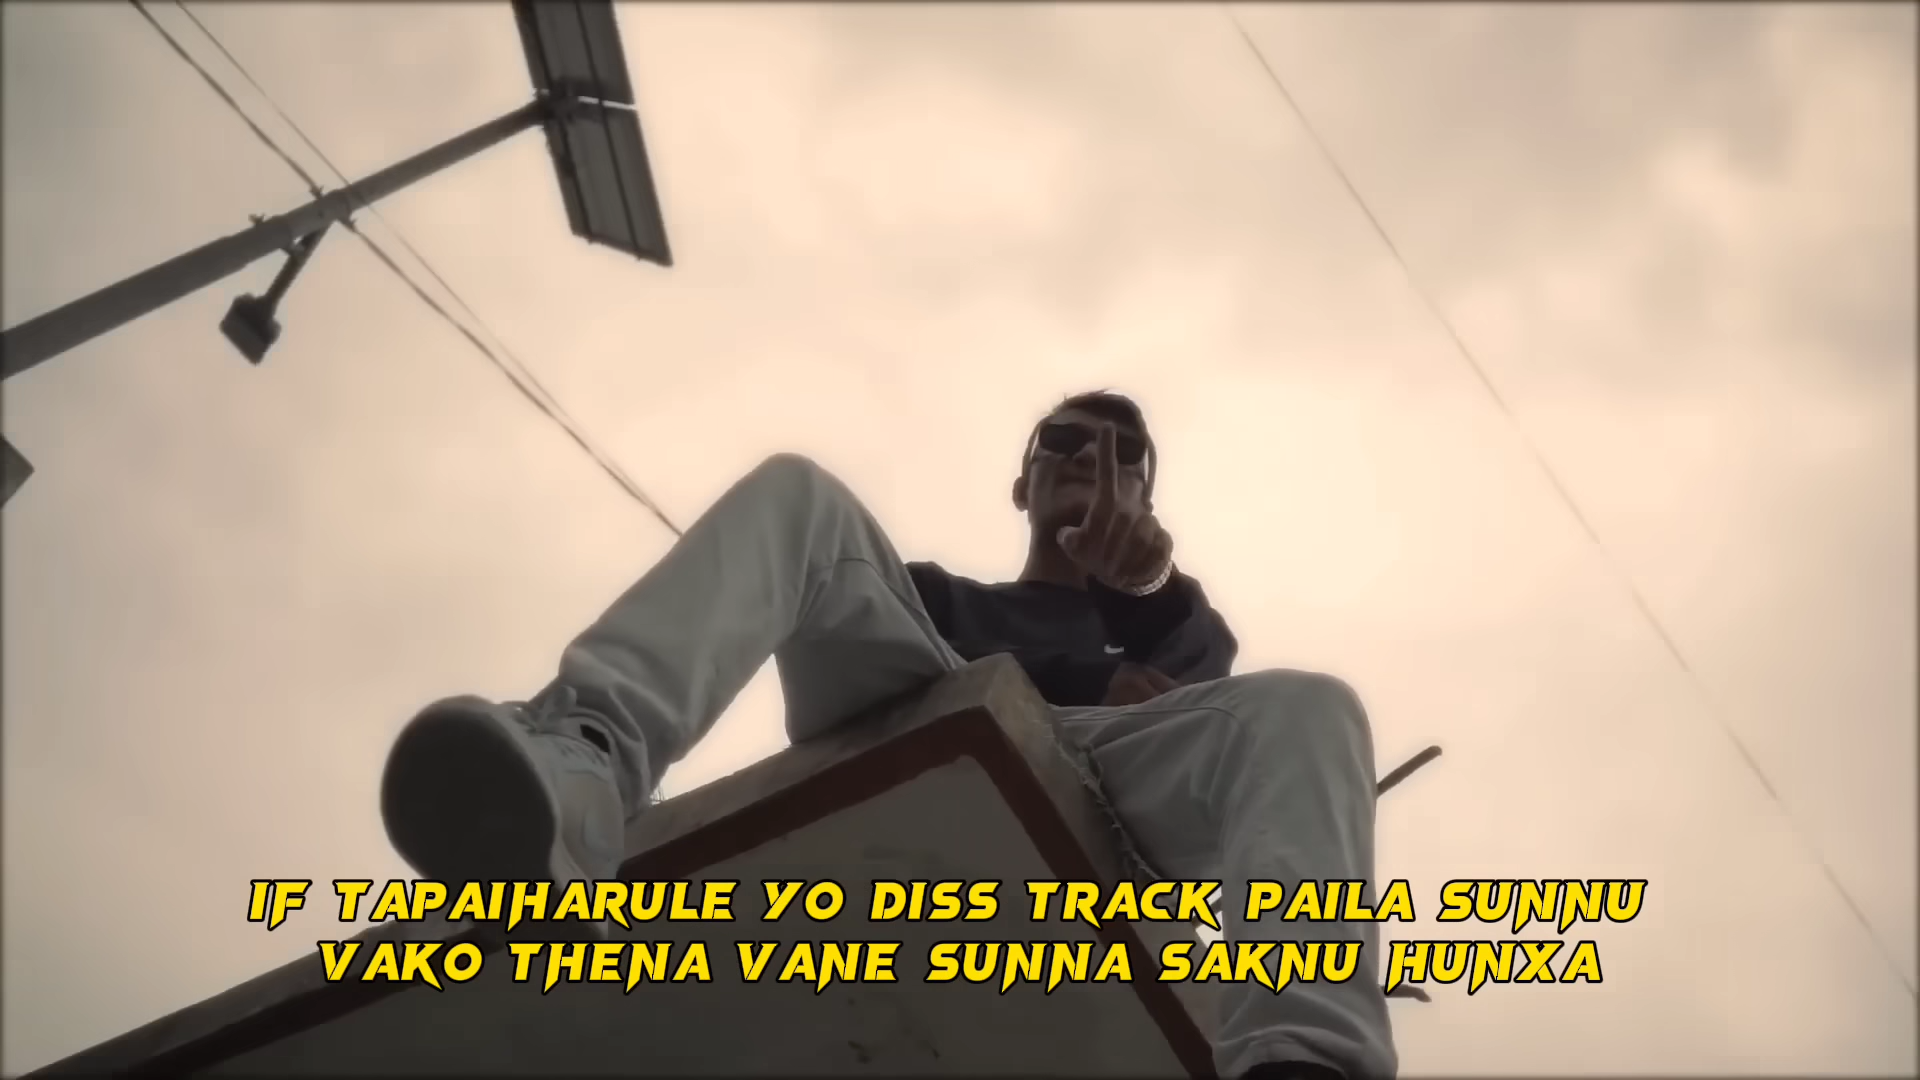 IF TAPAIHARULE YO DISS TRACK PAILA SUNNU
VAKO THENA VANE SUNNA SAKNU HUNXA